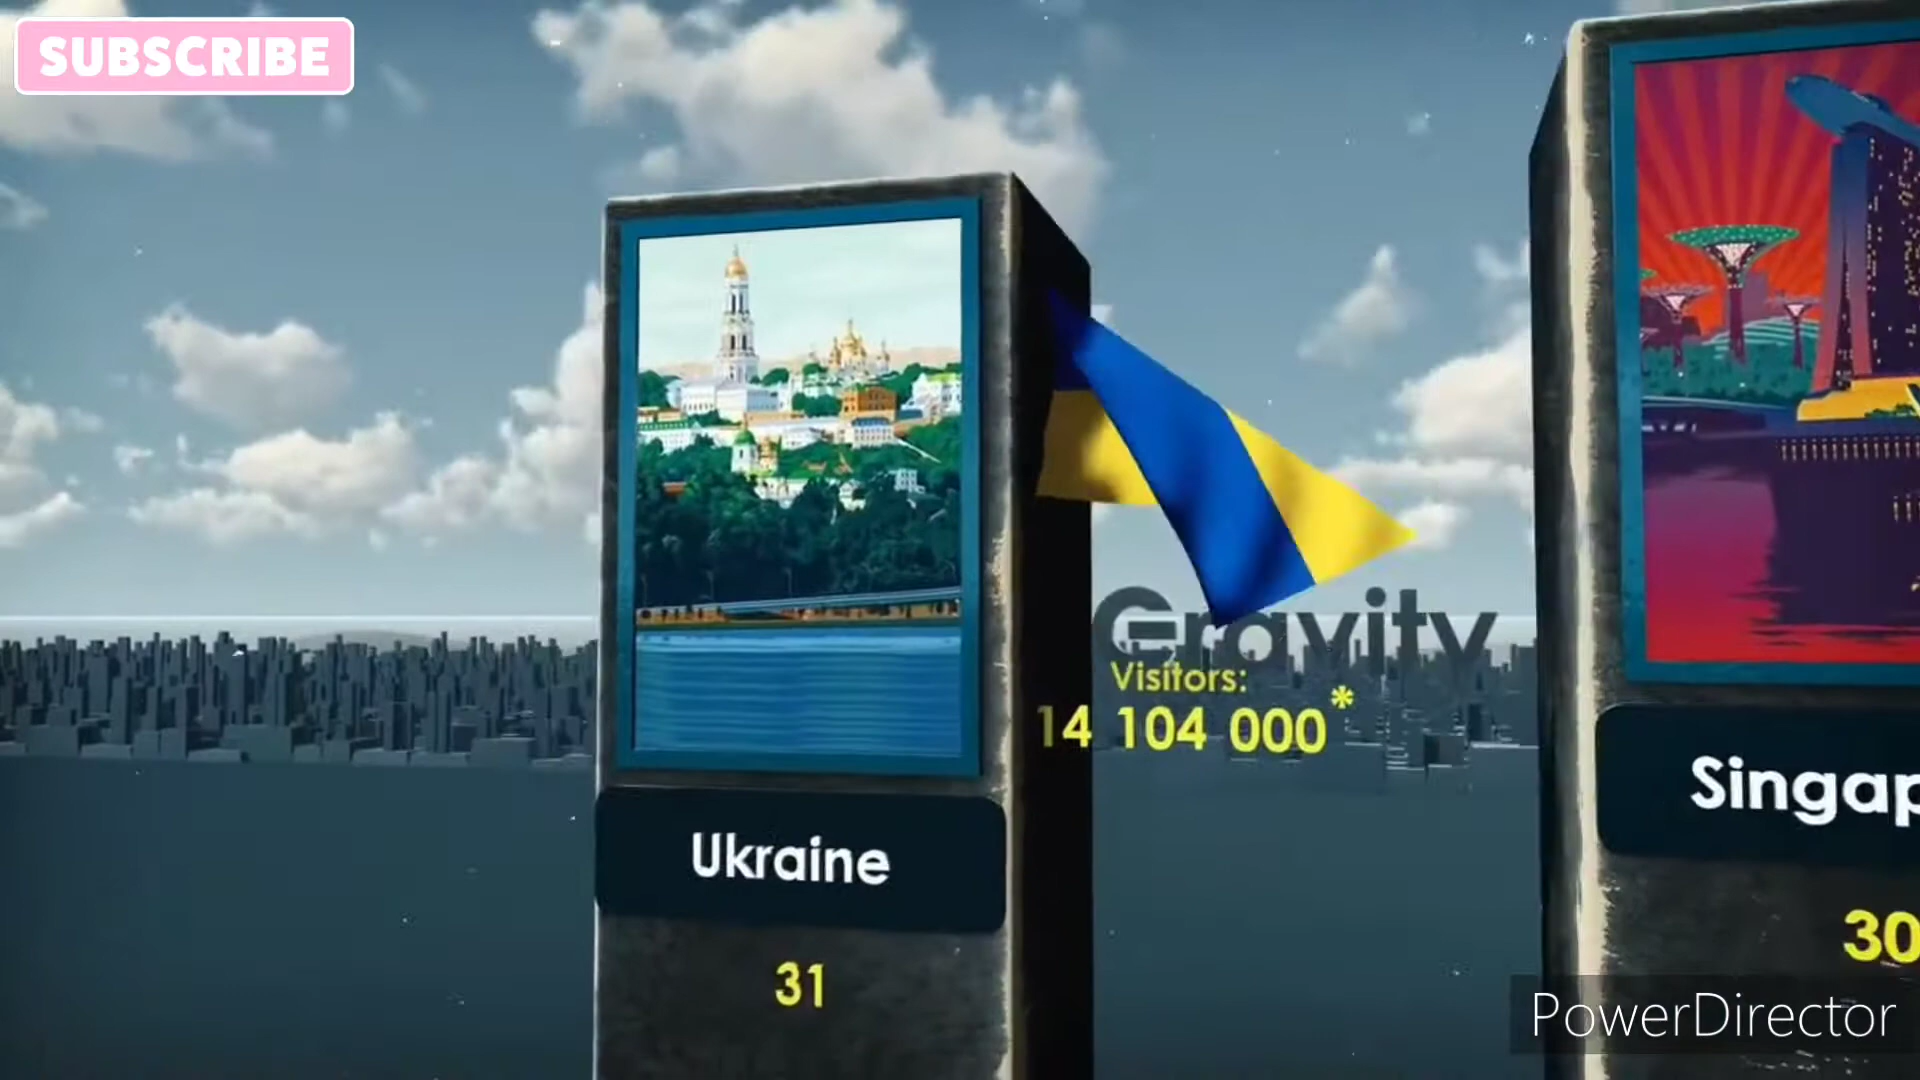 SUBSCRIBE
Gravity
Visitors:
14 104 000*
Ukraine
31
Singap
30
PowerDirector